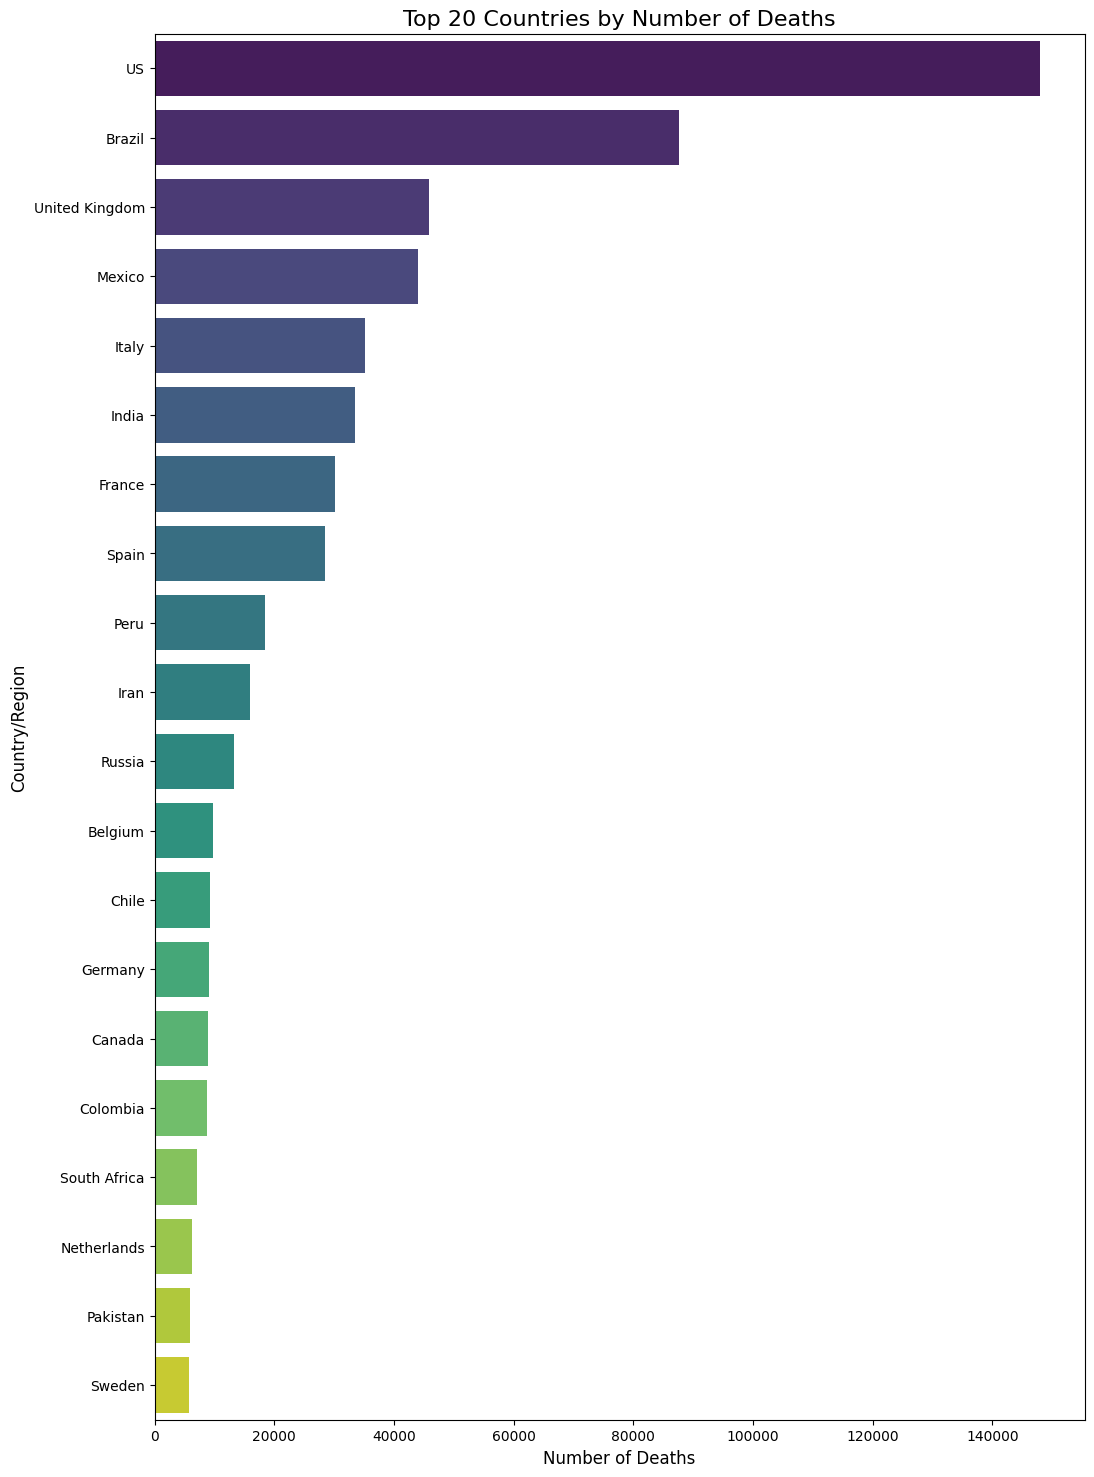 Top 20 Countries by Number of Deaths
US
Brazil
United Kingdom
Mexico
Italy
India
France
Spain
Peru
Iran
Russia
Belgium
Chile
Germany
Canada
Colombia
South Africa
Netherlands
Pakistan
Sweden
Country/Region
0 20000 40000 60000 80000 100000 120000 140000
Number of Deaths